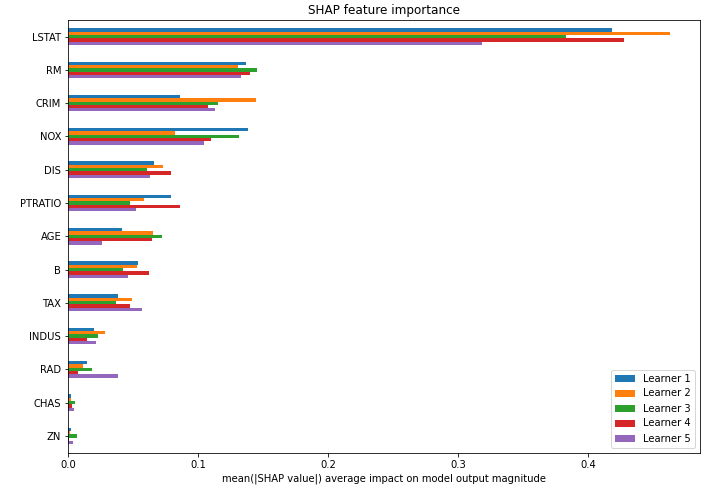 SHAP feature importance
LSTAT
RM
CRIM
NOX
DIS
PTRATIO
AGE
B
TAX
INDUS
RAD
CHAS
ZN
Learner 1
Learner 2
Learner 3
Learner 4
Learner 5
0.0 0.1 0.2 0.3 0.4
mean(|SHAP value|) average impact on model output magnitude